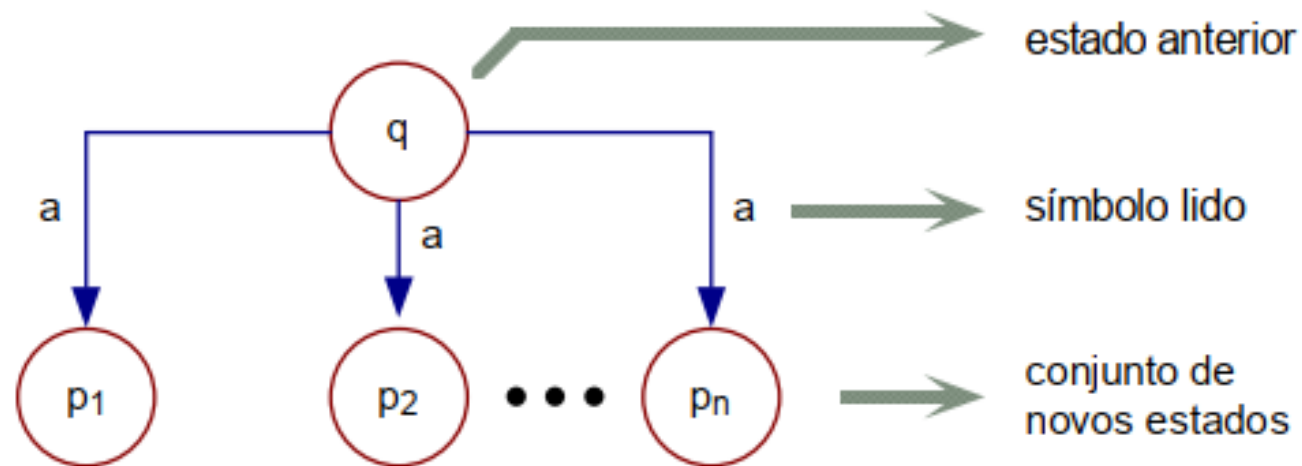 estado anterior
q
a
a
a
símbolo lido
p1
p2
pn
conjunto de
novos estados